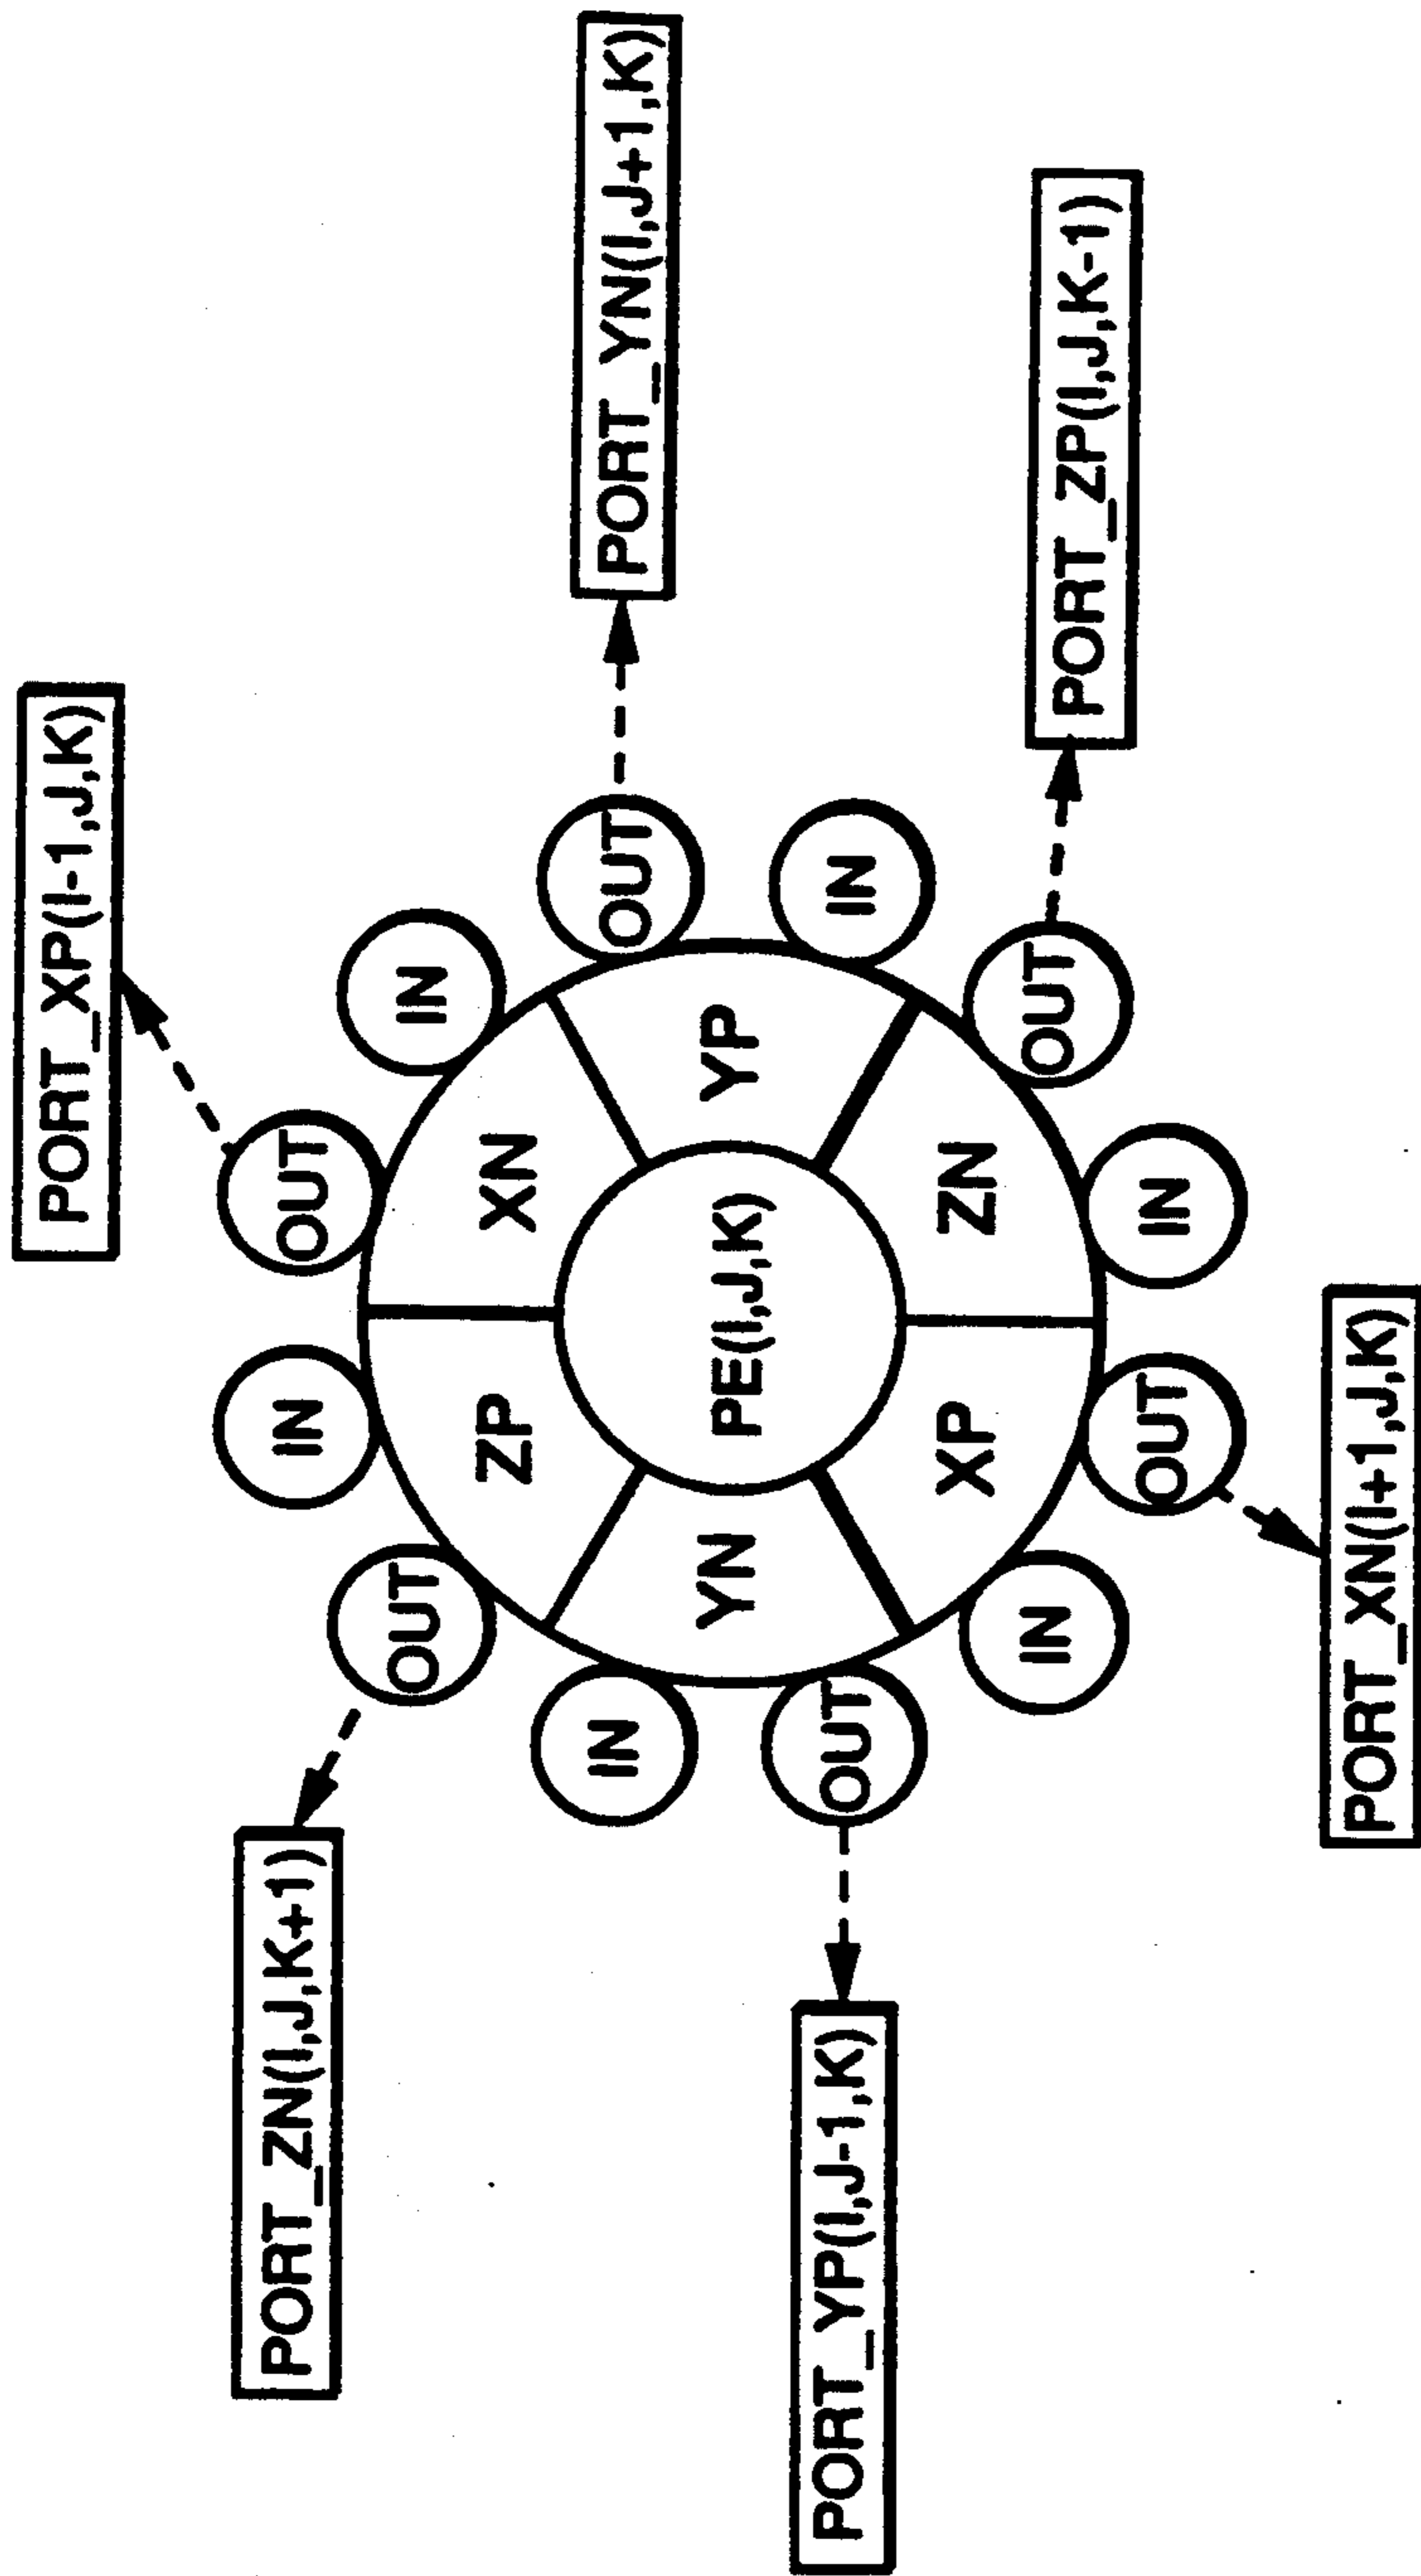 PORT_XP(I-1,J,K)
PORT_ZN(I,J,K+1)
OUT
IN
OUT
IN
XN
ZP
PORT_YN(I,J+1,K)
OUT
IN
YP
PE(I,J,K)
YN
IN
OUT
PORT_YP(I,J-1,K)
PORT_ZP(I,J,K-1)
OUT
ZN
XP
IN
IN
OUT
PORT_XN(I+1,J,K)